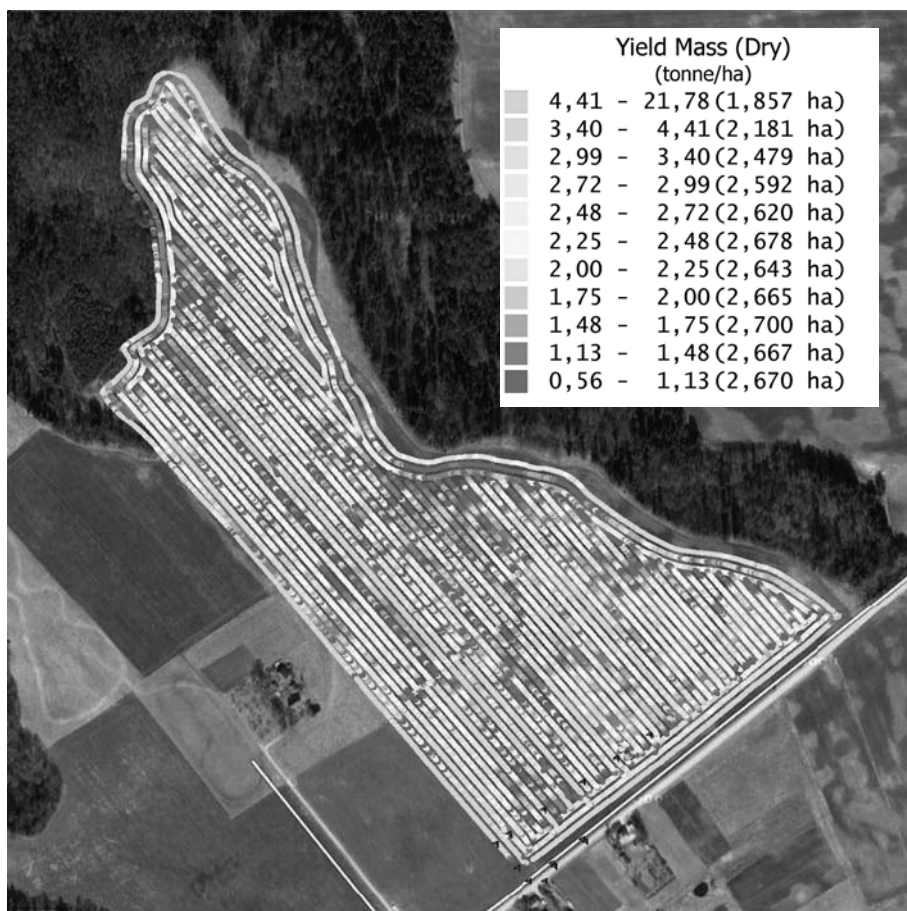 Yield Mass (Dry)
(tonne/ha)
4,41 - 21,78(1,857 ha)
3,40 - 4,41(2,181 ha)
2,99 - 3,40(2,479 ha)
2,72 - 2,99(2,592 ha)
2,48 - 2,72(2,620 ha)
2,25 - 2,48(2,678 ha)
2,00 - 2,25(2,643 ha)
1,75 - 2,00(2,665 ha)
1,48 - 1,75(2,700 ha)
1,13 - 1,48(2,667 ha)
0,56 - 1,13(2,670 ha)